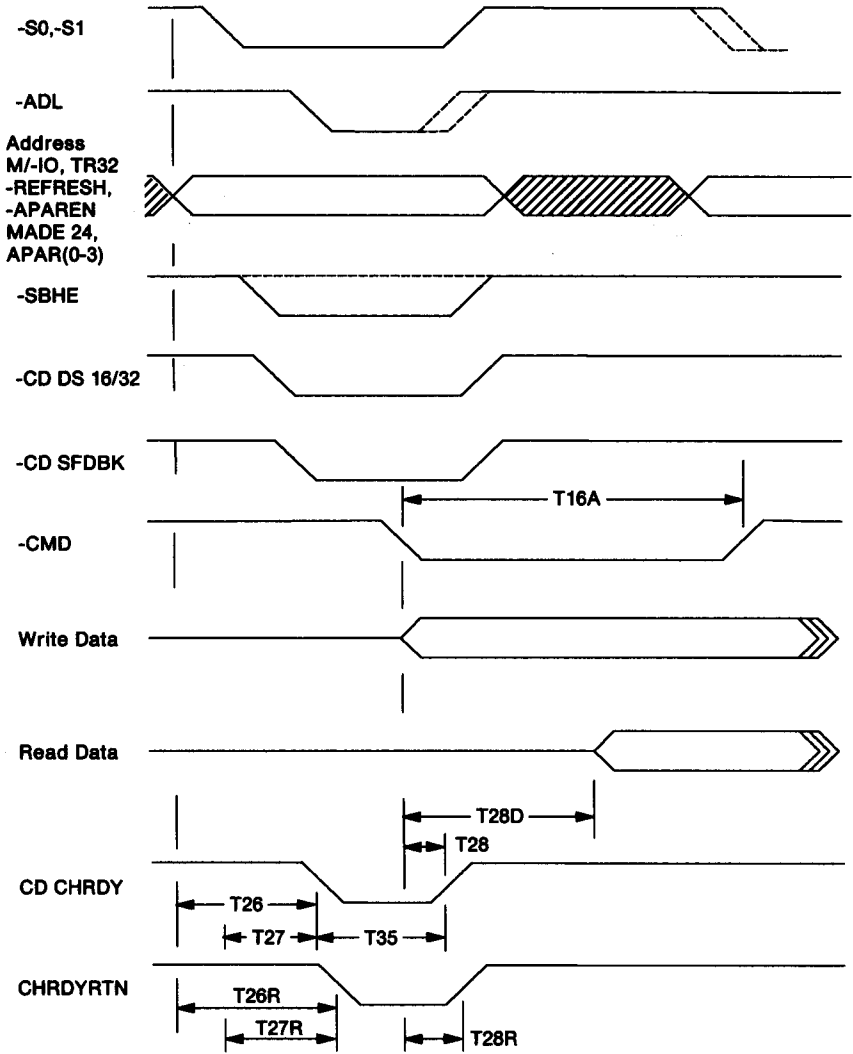 -S0,-S1
-ADL
Address
M/-IO, TR32
-REFRESH,
-APAREN
MADE 24,
APAR(0-3)
-SBHE
-CD DS 16/32
-CD SFDBK
T16A
-CMD
Write Data
Read Data
T28D
T28
CD CHRDY
T26
T27
T35
CHRDYRTN
T26R
T27R
T28R